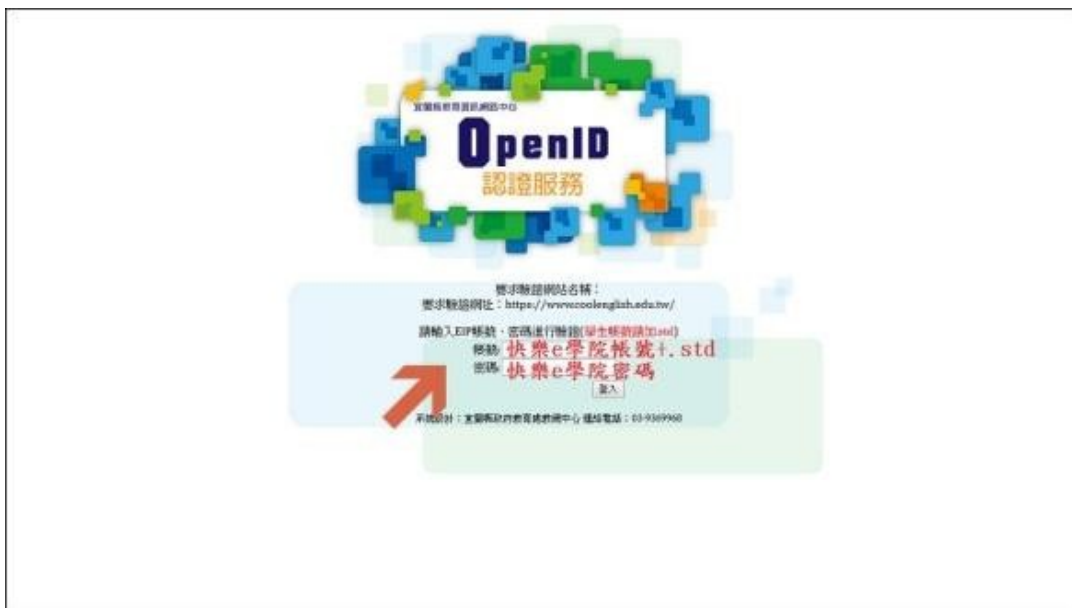 宜蘭縣教育資訊網路中心
OpenID
認證服務
要求驗證網站名稱：
要求驗證網址：https://www.coolenglish.edu.tw/
請輸入EIP帳號、密碼進行驗證(學生帳號請加.std)
帳號: 快樂e學院帳號+.std
密碼: 快樂e學院密碼
登入
系統設計：宜蘭縣政府教育處教網中心 連絡電話：03-9369968